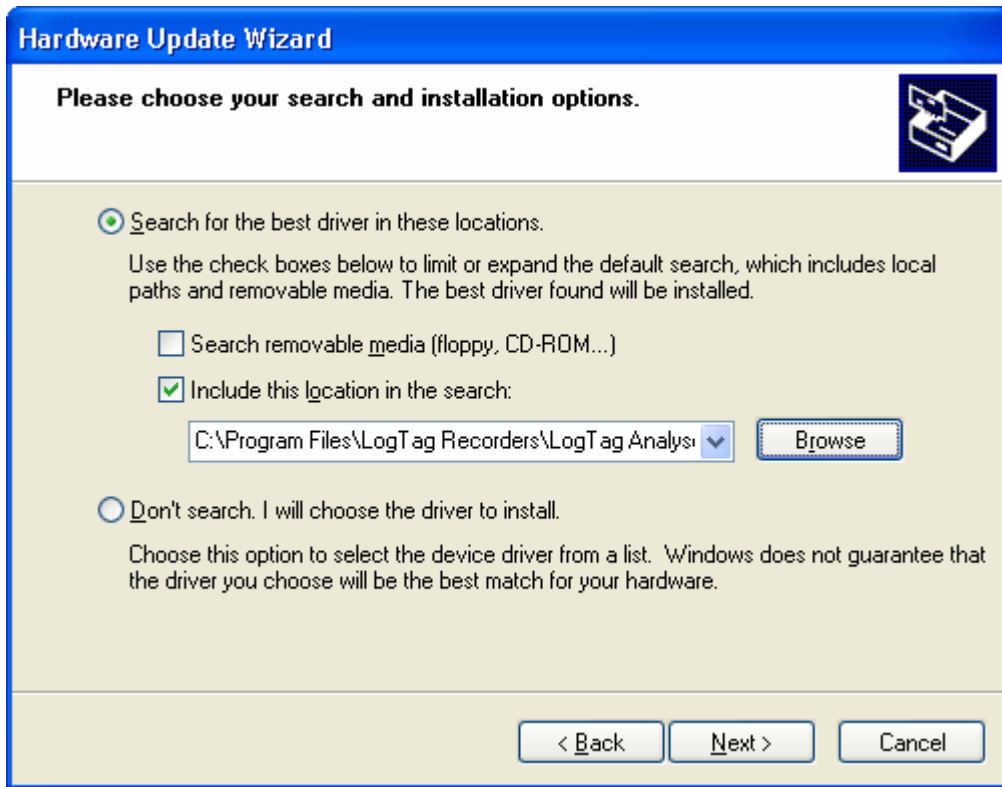 Hardware Update Wizard
Please choose your search and installation options.
Search for the best driver in these locations.
Use the check boxes below to limit or expand the default search, which includes local
paths and removable media. The best driver found will be installed.
Search removable media (floppy, CD-ROM...)
Include this location in the search:
C:\Program Files\LogTag Recorders\LogTag Analys
Browse
Don't search. I will choose the driver to install.
Choose this option to select the device driver from a list. Windows does not guarantee that
the driver you choose will be the best match for your hardware.
< Back
Next >
Cancel